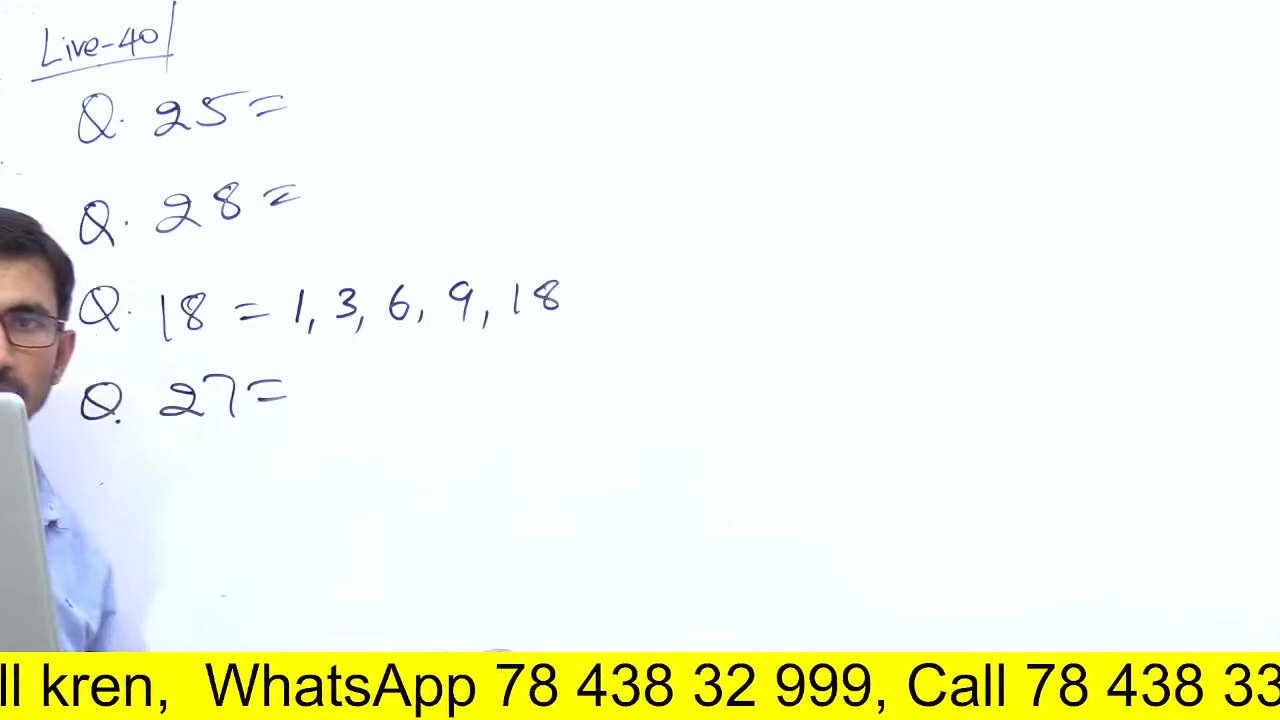 Live-40
Q. 25=
Q. 28=
Q. 18 = 1, 3, 6, 9, 18
Q. 27=
ll kren, WhatsApp 78 438 32 999, Call 78 438 33